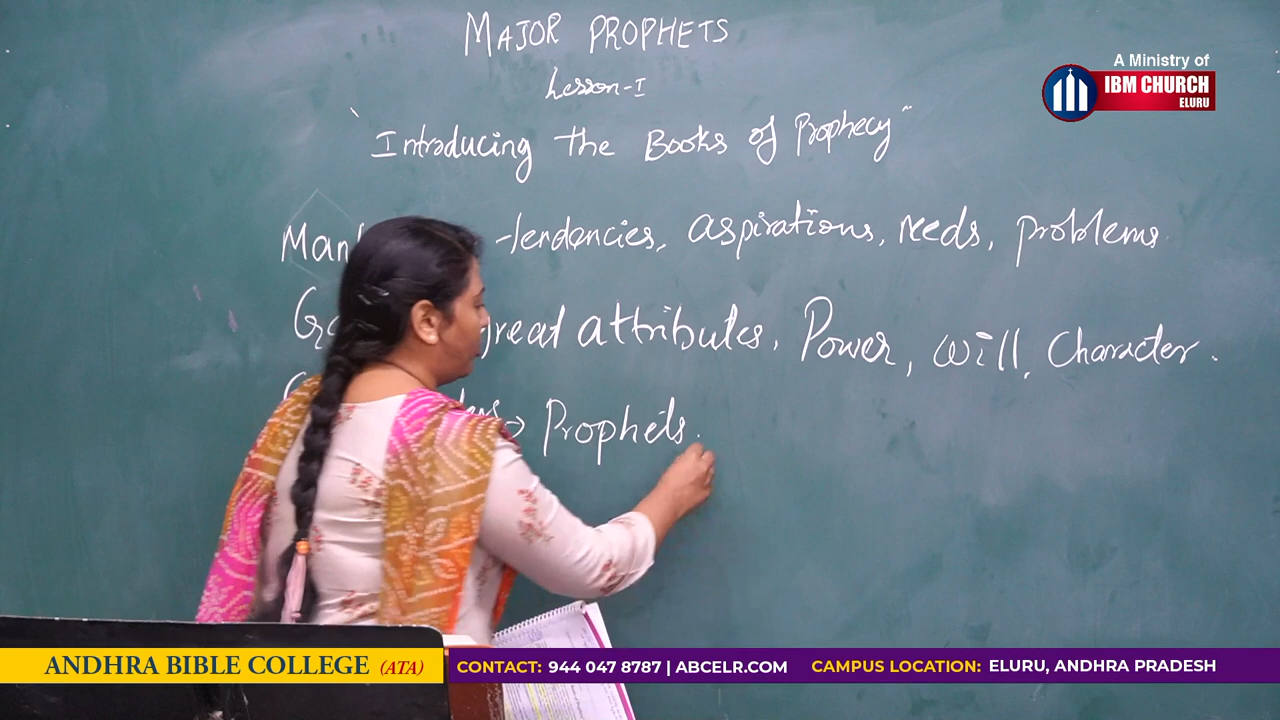 MAJOR PROPHETS
Lesson-I
"Introducing the Books of Prophecy"
tendencies, aspirations, needs, problems.
great attributes, Power, will, Character.
→ Prophets.
A Ministry of
IBM CHURCH
ELURU
ANDHRA BIBLE COLLEGE (ATA)
CONTACT: 944 047 8787 | ABCELR.COM
CAMPUS LOCATION: ELURU, ANDHRA PRADESH